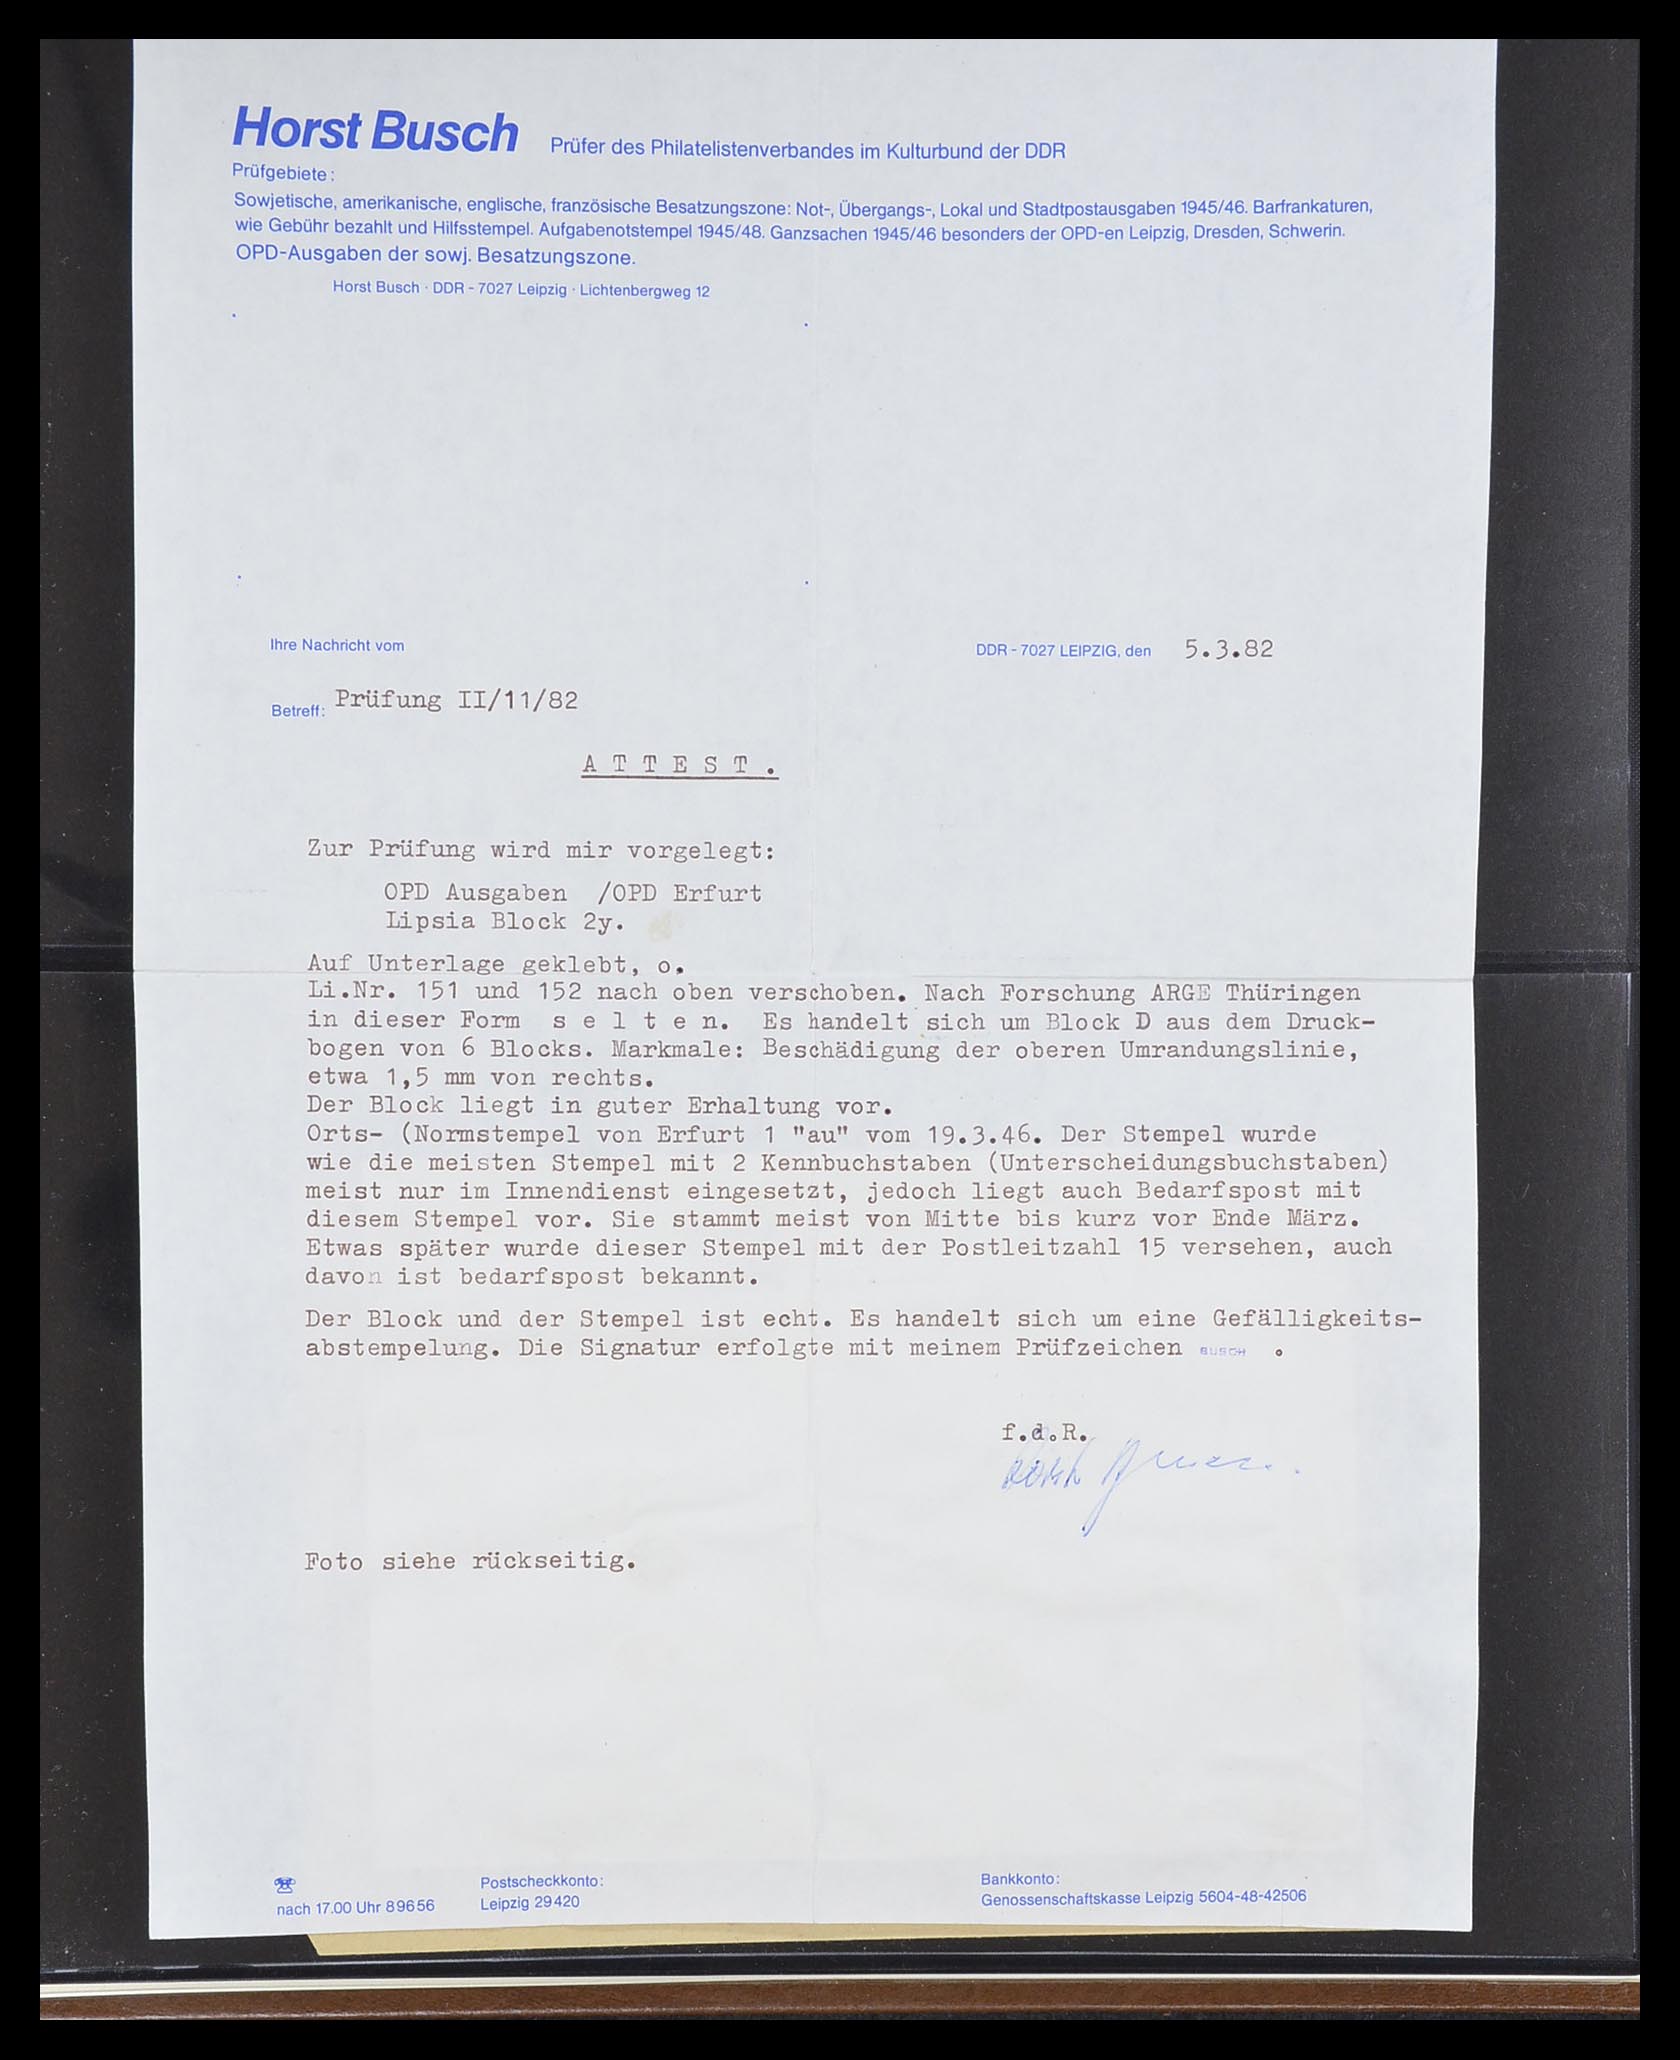 Horst Busch Prüfer des Philatelistenverbandes im Kulturbund der DDR
Prüfgebiete:
Sowjetische, amerikanische, englische, französische Besatzungszone: Not-, Übergangs-, Lokal und Stadtpostausgaben 1945/46. Barfrankaturen,
wie Gebühr bezahlt und Hilfsstempel. Aufgabenotstempel 1945/48. Ganzsachen 1945/46 besonders der OPD-en Leipzig, Dresden, Schwerin.
OPD-Ausgaben der sowj. Besatzungszone.
Horst Busch · DDR - 7027 Leipzig · Lichtenbergweg 12
Ihre Nachricht vom
DDR - 7027 LEIPZIG, den 5.3.82
Betreff: Prüfung II/11/82
A T T E S T .
Zur Prüfung wird mir vorgelegt:
OPD Ausgaben /OPD Erfurt
Lipsia Block 2y.
Auf Unterlage geklebt, o.
Li.Nr. 151 und 152 nach oben verschoben. Nach Forschung ARGE Thüringen
in dieser Form s e l t e n. Es handelt sich um Block D aus dem Druck-
bogen von 6 Blocks. Markmale: Beschädigung der oberen Umrandungslinie,
etwa 1,5 mm von rechts.
Der Block liegt in guter Erhaltung vor.
Orts- (Normstempel von Erfurt 1 "au" vom 19.3.46. Der Stempel wurde
wie die meisten Stempel mit 2 Kennbuchstaben (Unterscheidungsbuchstaben)
meist nur im Innendienst eingesetzt, jedoch liegt auch Bedarfspost mit
diesem Stempel vor. Sie stammt meist von Mitte bis kurz vor Ende März.
Etwas später wurde dieser Stempel mit der Postleitzahl 15 versehen, auch
davon ist bedarfspost bekannt.
Der Block und der Stempel ist echt. Es handelt sich um eine Gefälligkeits-
abstempelung. Die Signatur erfolgte mit meinem Prüfzeichen BUSCH .
f.d.R.
Horst Busch
Foto siehe rückseitig.
nach 17.00 Uhr 89656
Postscheckkonto:
Leipzig 29420
Bankkonto:
Genossenschaftskasse Leipzig 5604-48-42506